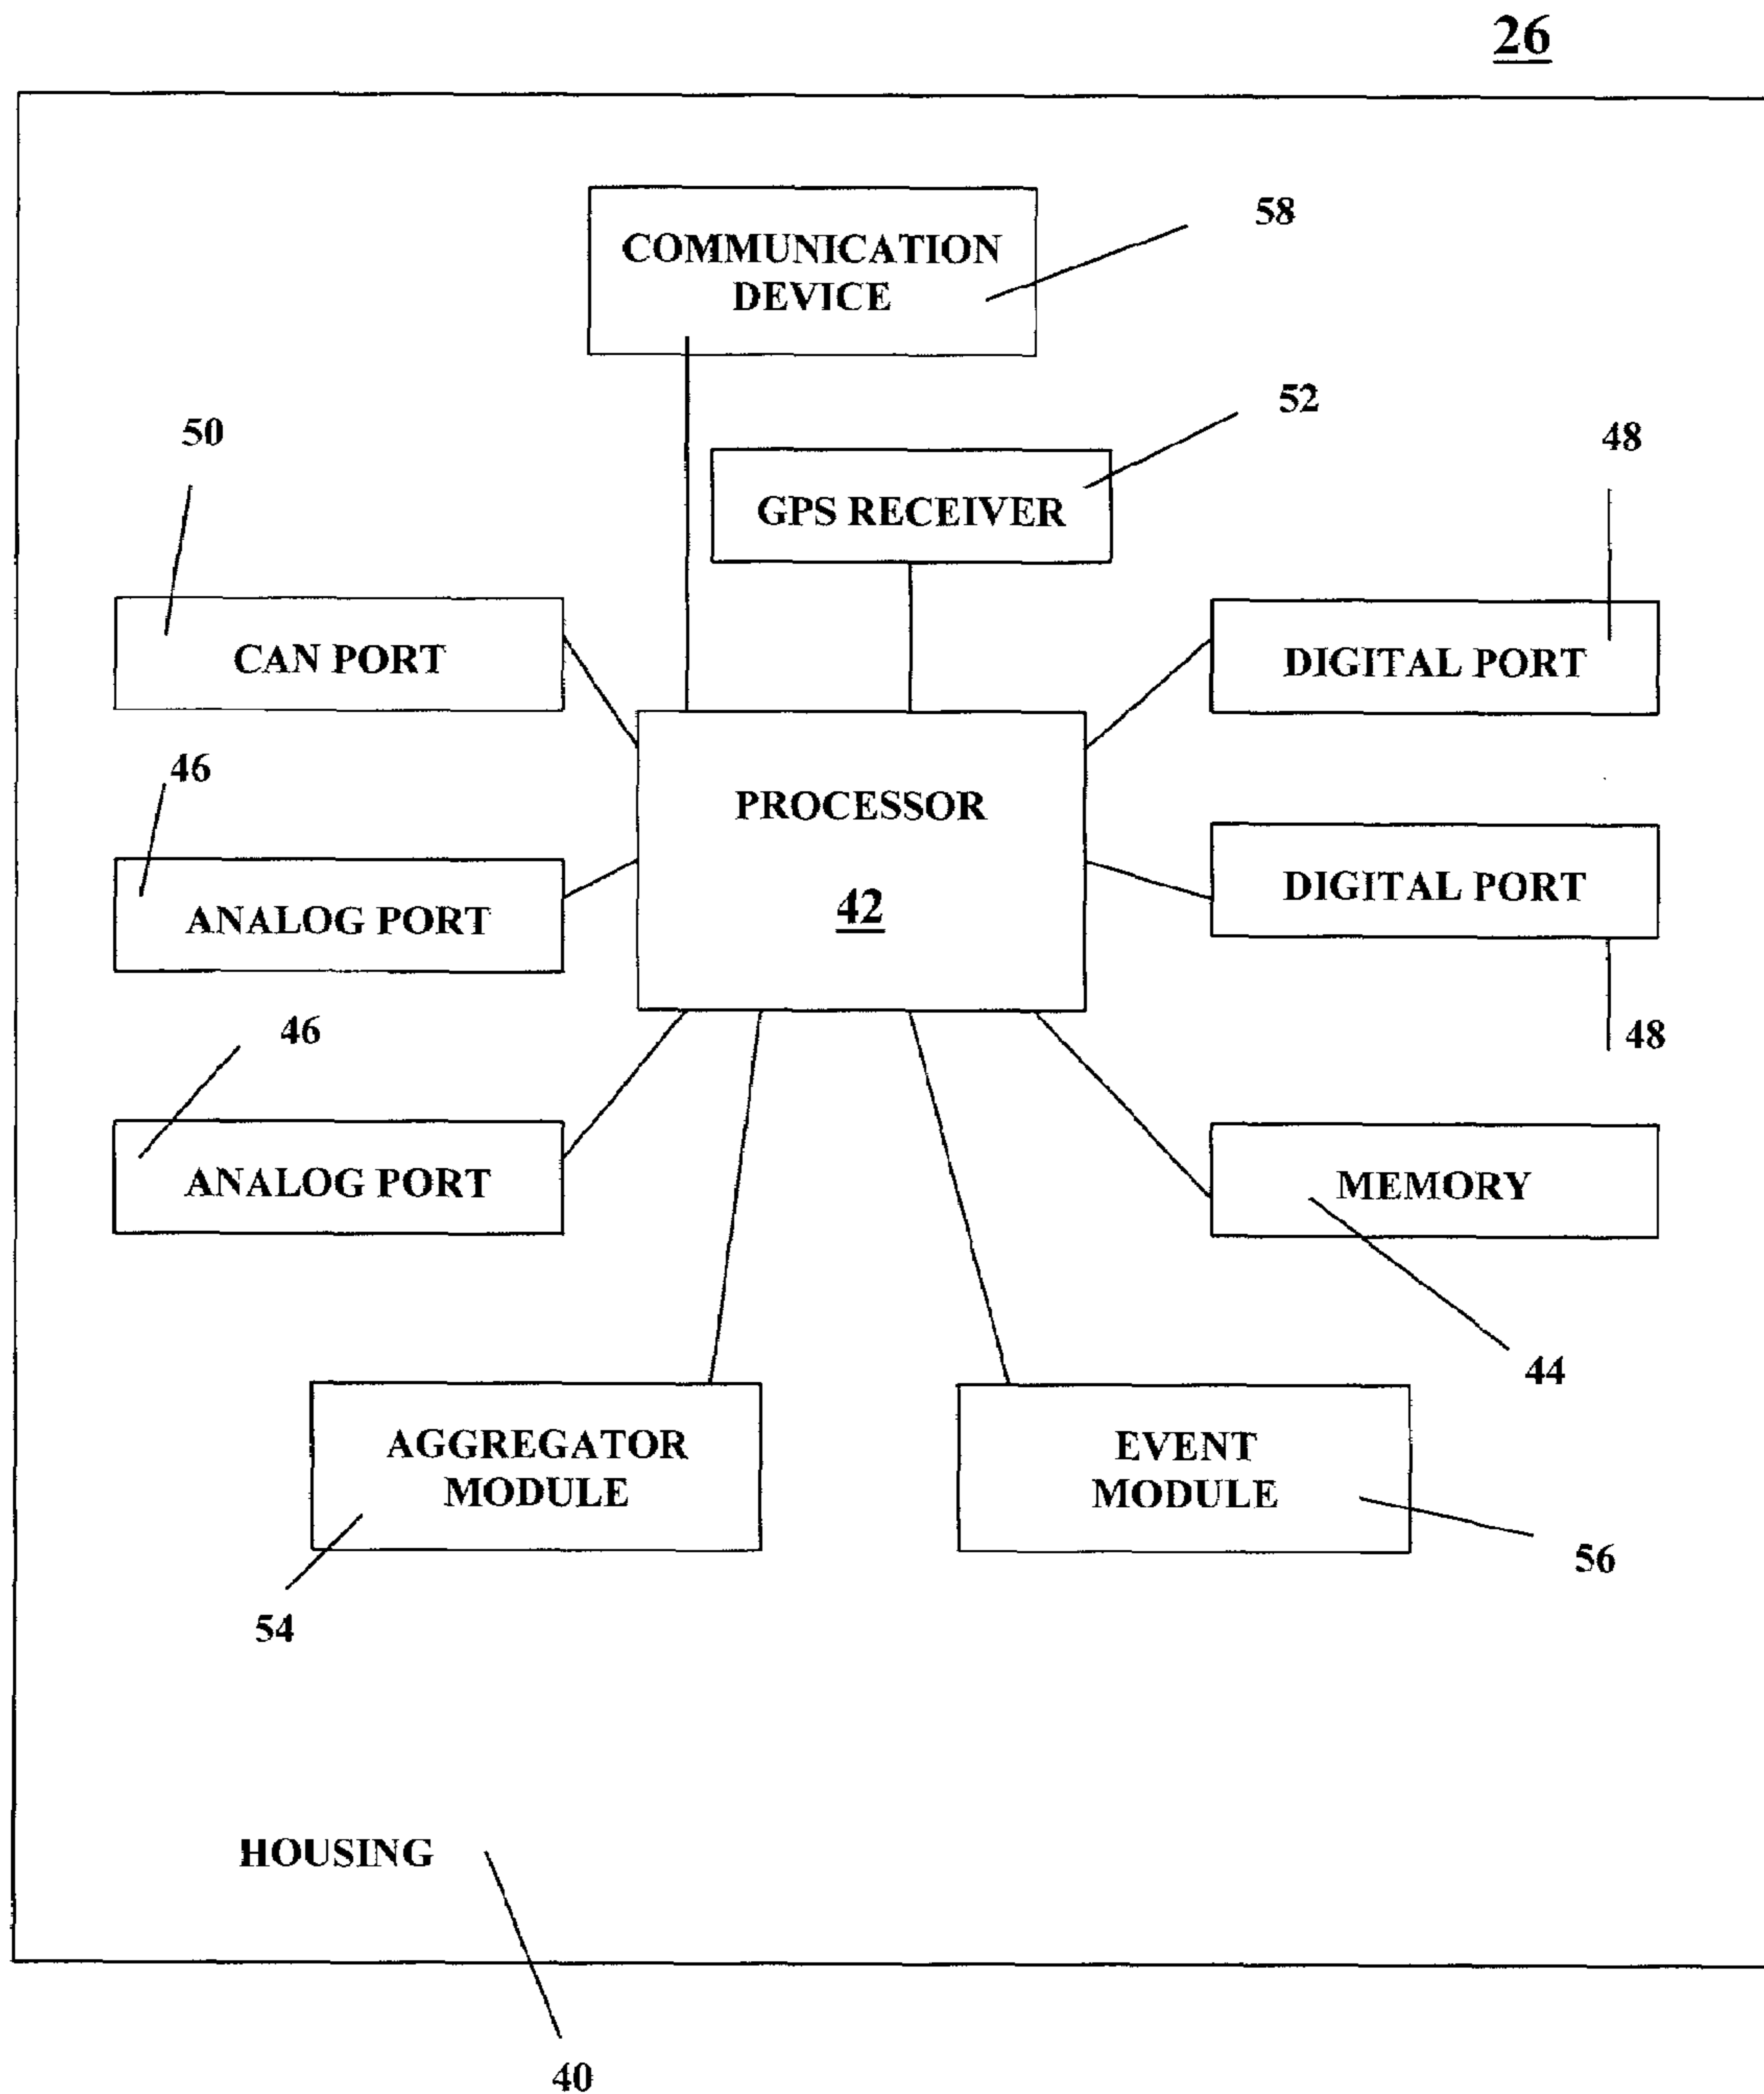 26
58
COMMUNICATION
DEVICE
52
50
48
GPS RECEIVER
CAN PORT
DIGITAL PORT
46
PROCESSOR
42
ANALOG PORT
DIGITAL PORT
46
48
ANALOG PORT
MEMORY
44
AGGREGATOR
MODULE
EVENT
MODULE
56
54
HOUSING
40